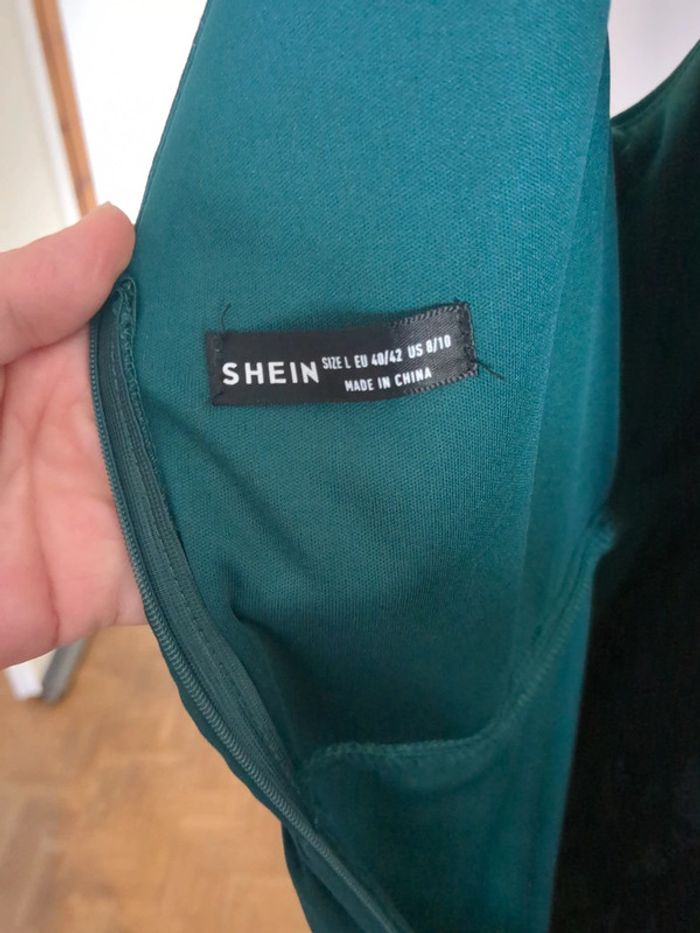 SHEIN
SIZE L EU 40/42 US 8/10
MADE IN CHINA